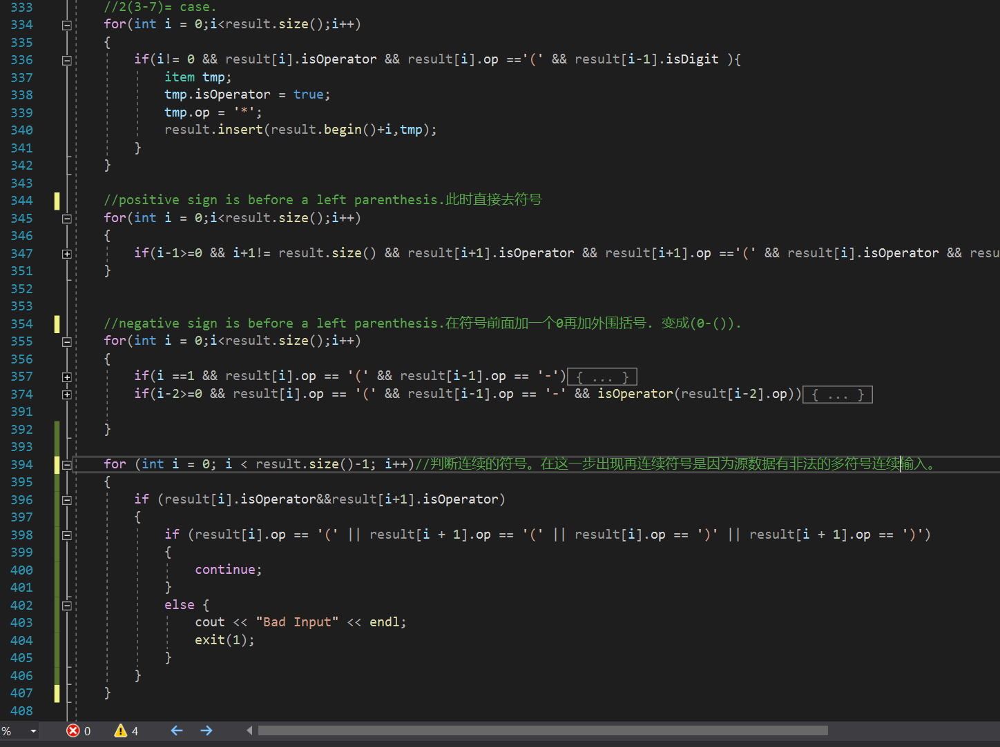 333 //2(3-7)= case.
334 for(int i = 0;i<result.size();i++)
335 {
336 if(i!= 0 && result[i].isOperator && result[i].op =='(' && result[i-1].isDigit ){
337 item tmp;
338 tmp.isOperator = true;
339 tmp.op = '*';
340 result.insert(result.begin()+i,tmp);
341 }
342 }
343
344 //positive sign is before a left parenthesis.此时直接去符号
345 for(int i = 0;i<result.size();i++)
346 {
347 if(i-1>=0 && i+1!= result.size() && result[i+1].isOperator && result[i+1].op =='(' && result[i].isOperator && resu
351 }
352
353
354 //negative sign is before a left parenthesis.在符号前面加一个0再加外围括号. 变成(0-()).
355 for(int i = 0;i<result.size();i++)
356 {
357 if(i ==1 && result[i].op == '(' && result[i-1].op == '-'){ ... }
374 if(i-2>=0 && result[i].op == '(' && result[i-1].op == '-' && isOperator(result[i-2].op)){ ... }
391
392 }
393
394 for (int i = 0; i < result.size()-1; i++)//判断连续的符号。在这一步出现再连续符号是因为源数据有非法的多符号连续输入。
395 {
396 if (result[i].isOperator&&result[i+1].isOperator)
397 {
398 if (result[i].op == '(' || result[i + 1].op == '(' || result[i].op == ')' || result[i + 1].op == ')')
399 {
400 continue;
401 }
402 else {
403 cout << "Bad Input" << endl;
404 exit(1);
405 }
406 }
407 }
408
% 0 4